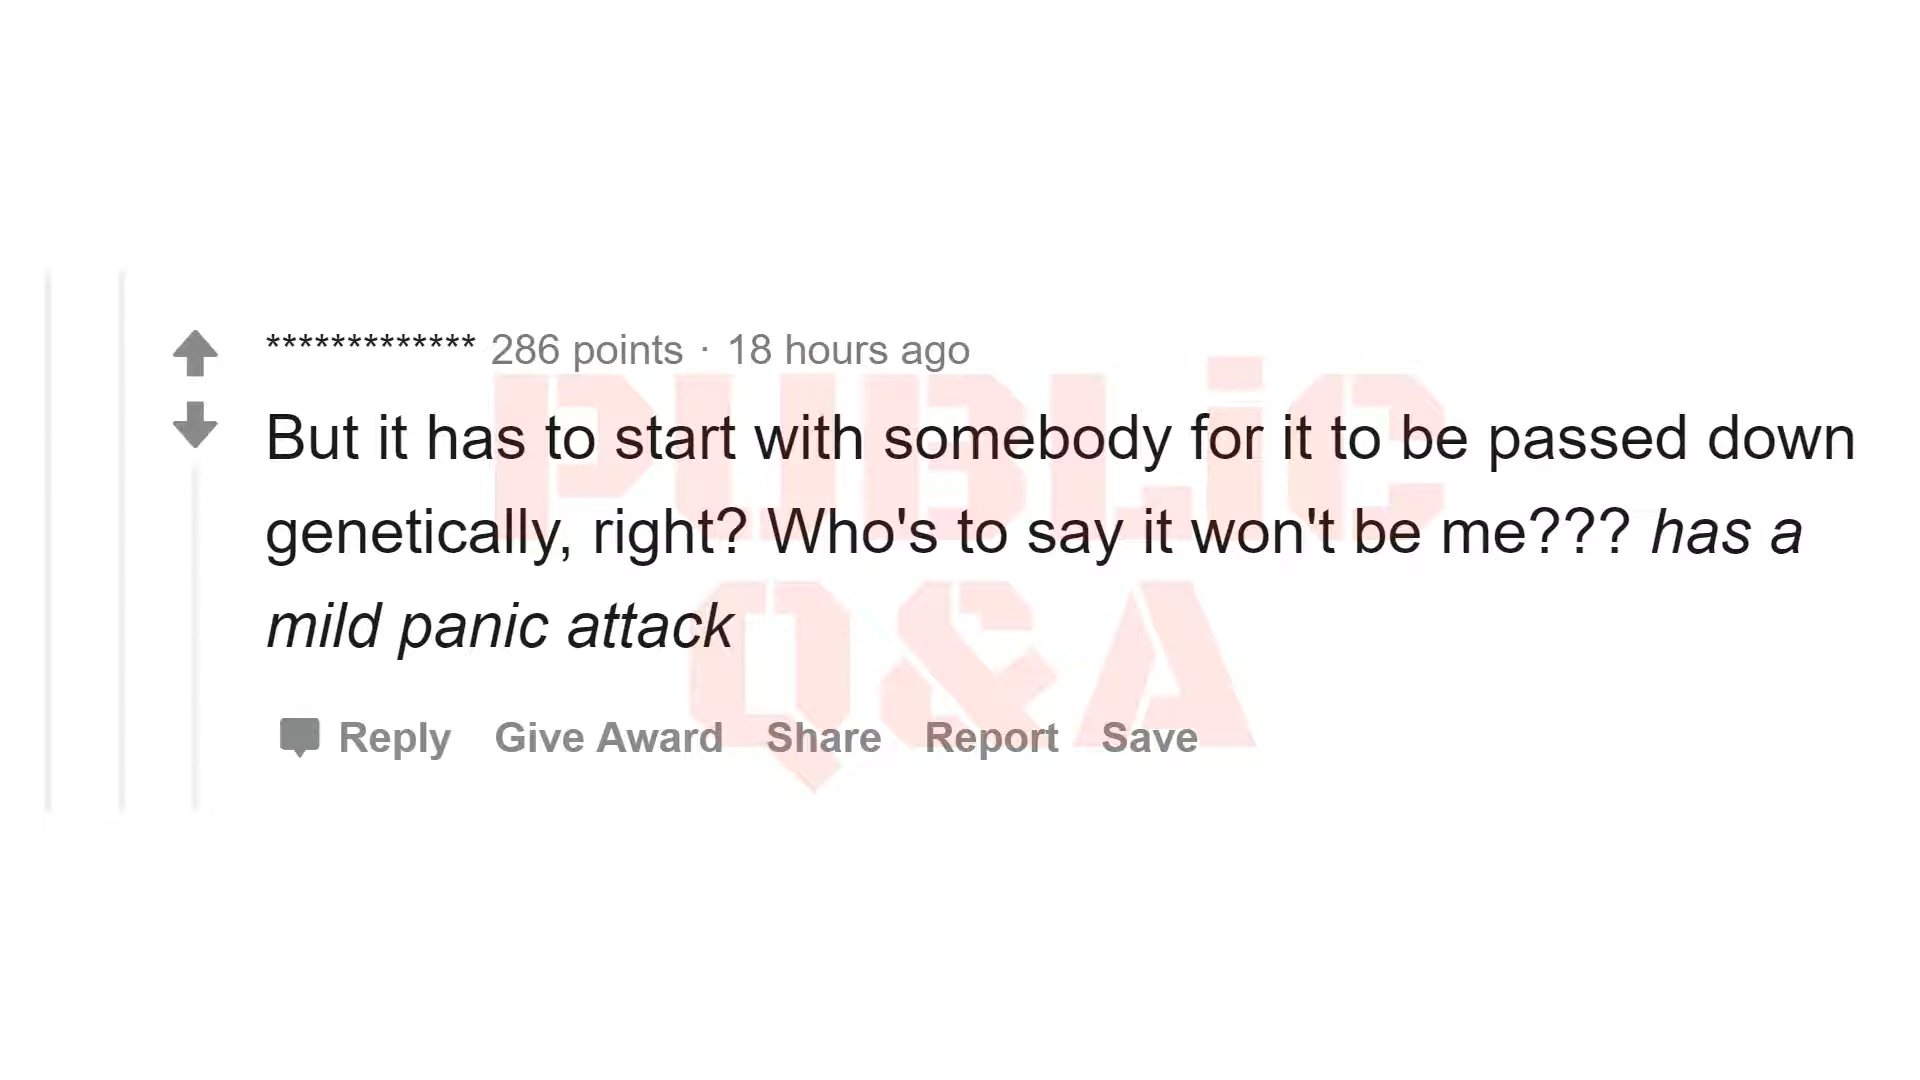 ************* 286 points · 18 hours ago
But it has to start with somebody for it to be passed down
genetically, right? Who's to say it won't be me??? has a
mild panic attack
Reply Give Award Share Report Save
PUBLiC
Q&A